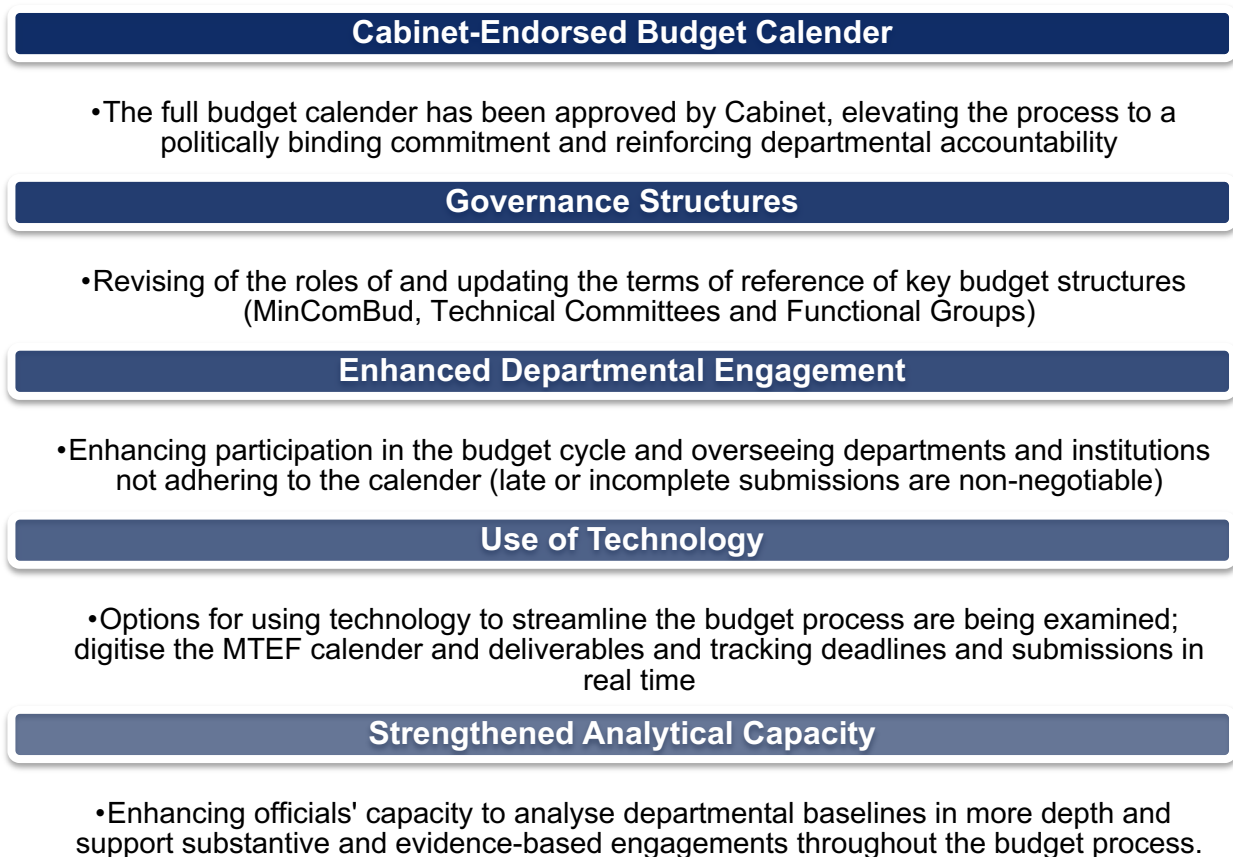 Cabinet-Endorsed Budget Calender
•The full budget calender has been approved by Cabinet, elevating the process to a
politically binding commitment and reinforcing departmental accountability
Governance Structures
•Revising of the roles of and updating the terms of reference of key budget structures
(MinComBud, Technical Committees and Functional Groups)
Enhanced Departmental Engagement
•Enhancing participation in the budget cycle and overseeing departments and institutions
not adhering to the calender (late or incomplete submissions are non-negotiable)
Use of Technology
•Options for using technology to streamline the budget process are being examined;
digitise the MTEF calender and deliverables and tracking deadlines and submissions in
real time
Strengthened Analytical Capacity
•Enhancing officials' capacity to analyse departmental baselines in more depth and
support substantive and evidence-based engagements throughout the budget process.